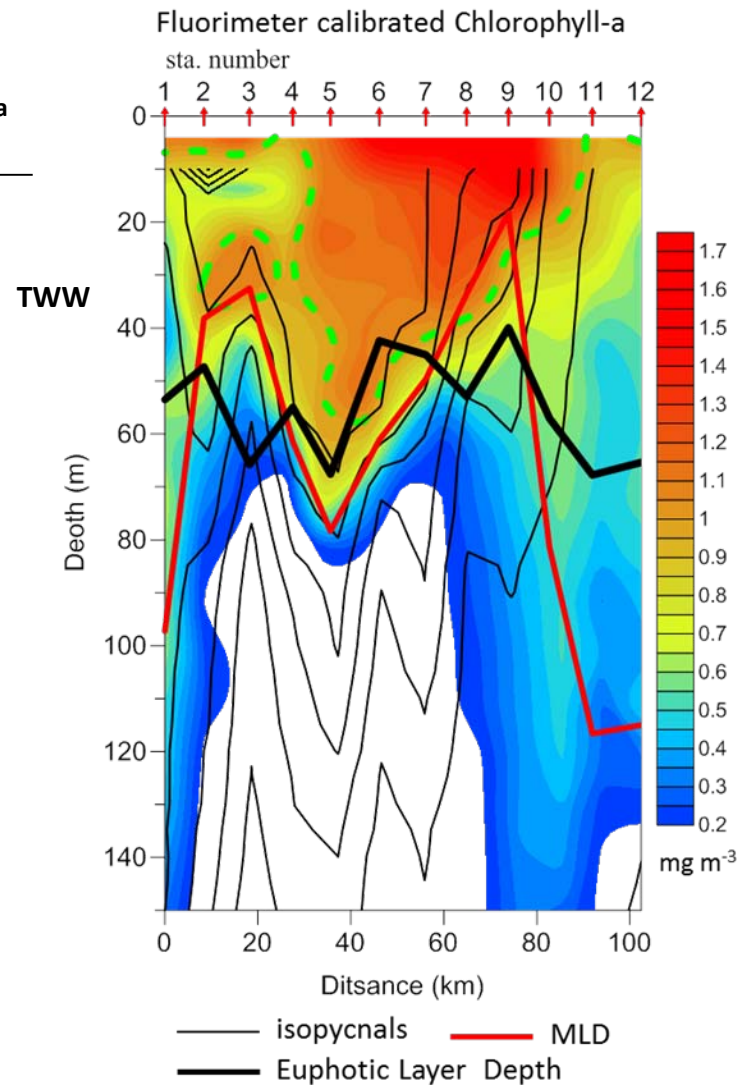 Fluorimeter calibrated Chlorophyll-a
sta. number
1 2 3 4 5 6 7 8 9 10 11 12
a
TWW
Deoth (m)
0
20
40
60
80
100
120
140
1.7
1.6
1.5
1.4
1.3
1.2
1.1
1
0.9
0.8
0.7
0.6
0.5
0.4
0.3
0.2
mg m-3
0 20 40 60 80 100
Ditsance (km)
isopycnals MLD
Euphotic Layer Depth